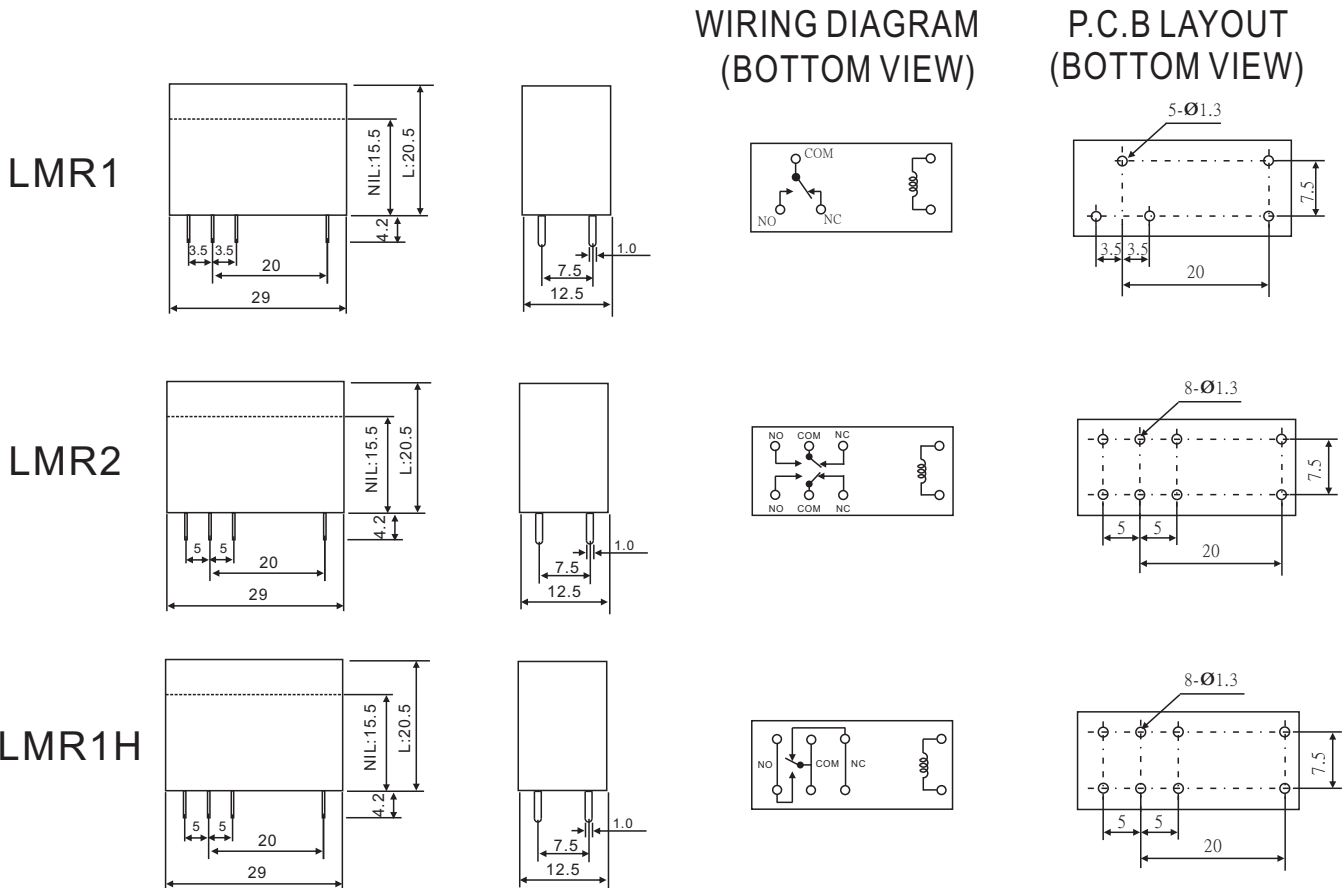 WIRING DIAGRAM
(BOTTOM VIEW)
P.C.B LAYOUT
(BOTTOM VIEW)
LMR1
NIL:15.5
L:20.5
4.2
3.5
3.5
20
29
1.0
7.5
12.5
COM
NO
NC
5-Ø1.3
7.5
3.5
3.5
20
LMR2
NIL:15.5
L:20.5
4.2
5
5
20
29
1.0
7.5
12.5
NO COM NC
NO COM NC
8-Ø1.3
7.5
5
5
20
LMR1H
NIL:15.5
L:20.5
4.2
5
5
20
29
1.0
7.5
12.5
NO COM NC
8-Ø1.3
7.5
5
5
20